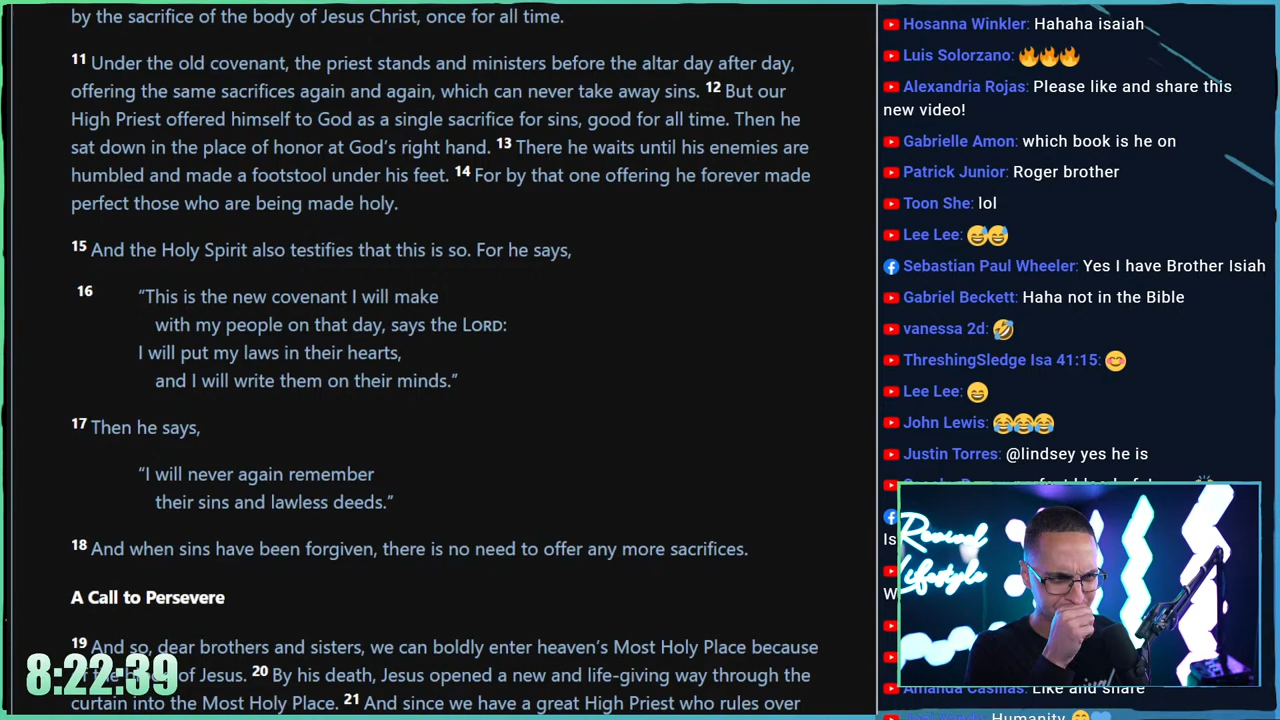 by the sacrifice of the body of Jesus Christ, once for all time.
11 Under the old covenant, the priest stands and ministers before the altar day after day,
offering the same sacrifices again and again, which can never take away sins. 12 But our
High Priest offered himself to God as a single sacrifice for sins, good for all time. Then he
sat down in the place of honor at God's right hand. 13 There he waits until his enemies are
humbled and made a footstool under his feet. 14 For by that one offering he forever made
perfect those who are being made holy.
15 And the Holy Spirit also testifies that this is so. For he says,
16 “This is the new covenant I will make
with my people on that day, says the LORD:
I will put my laws in their hearts,
and I will write them on their minds.”
17 Then he says,
“I will never again remember
their sins and lawless deeds.”
18 And when sins have been forgiven, there is no need to offer any more sacrifices.
A Call to Persevere
19 And so, dear brothers and sisters, we can boldly enter heaven's Most Holy Place because
of Jesus. 20 By his death, Jesus opened a new and life-giving way through the
curtain into the Most Holy Place. 21 And since we have a great High Priest who rules over
8:22:39
Hosanna Winkler: Hahaha isaiah
Luis Solorzano: 🔥🔥🔥
Alexandria Rojas: Please like and share this
new video!
Gabrielle Amon: which book is he on
Patrick Junior: Roger brother
Toon She: lol
Lee Lee: 😅😅
Sebastian Paul Wheeler: Yes I have Brother Isiah
Gabriel Beckett: Haha not in the Bible
vanessa 2d: 🤣
ThreshingSledge Isa 41:15: 😊
Lee Lee: 😁
John Lewis: 😂😂😂
Justin Torres: @lindsey yes he is
Is
W
Revival
Lifestyle
Amanda Casillas: Like and share
Humanity